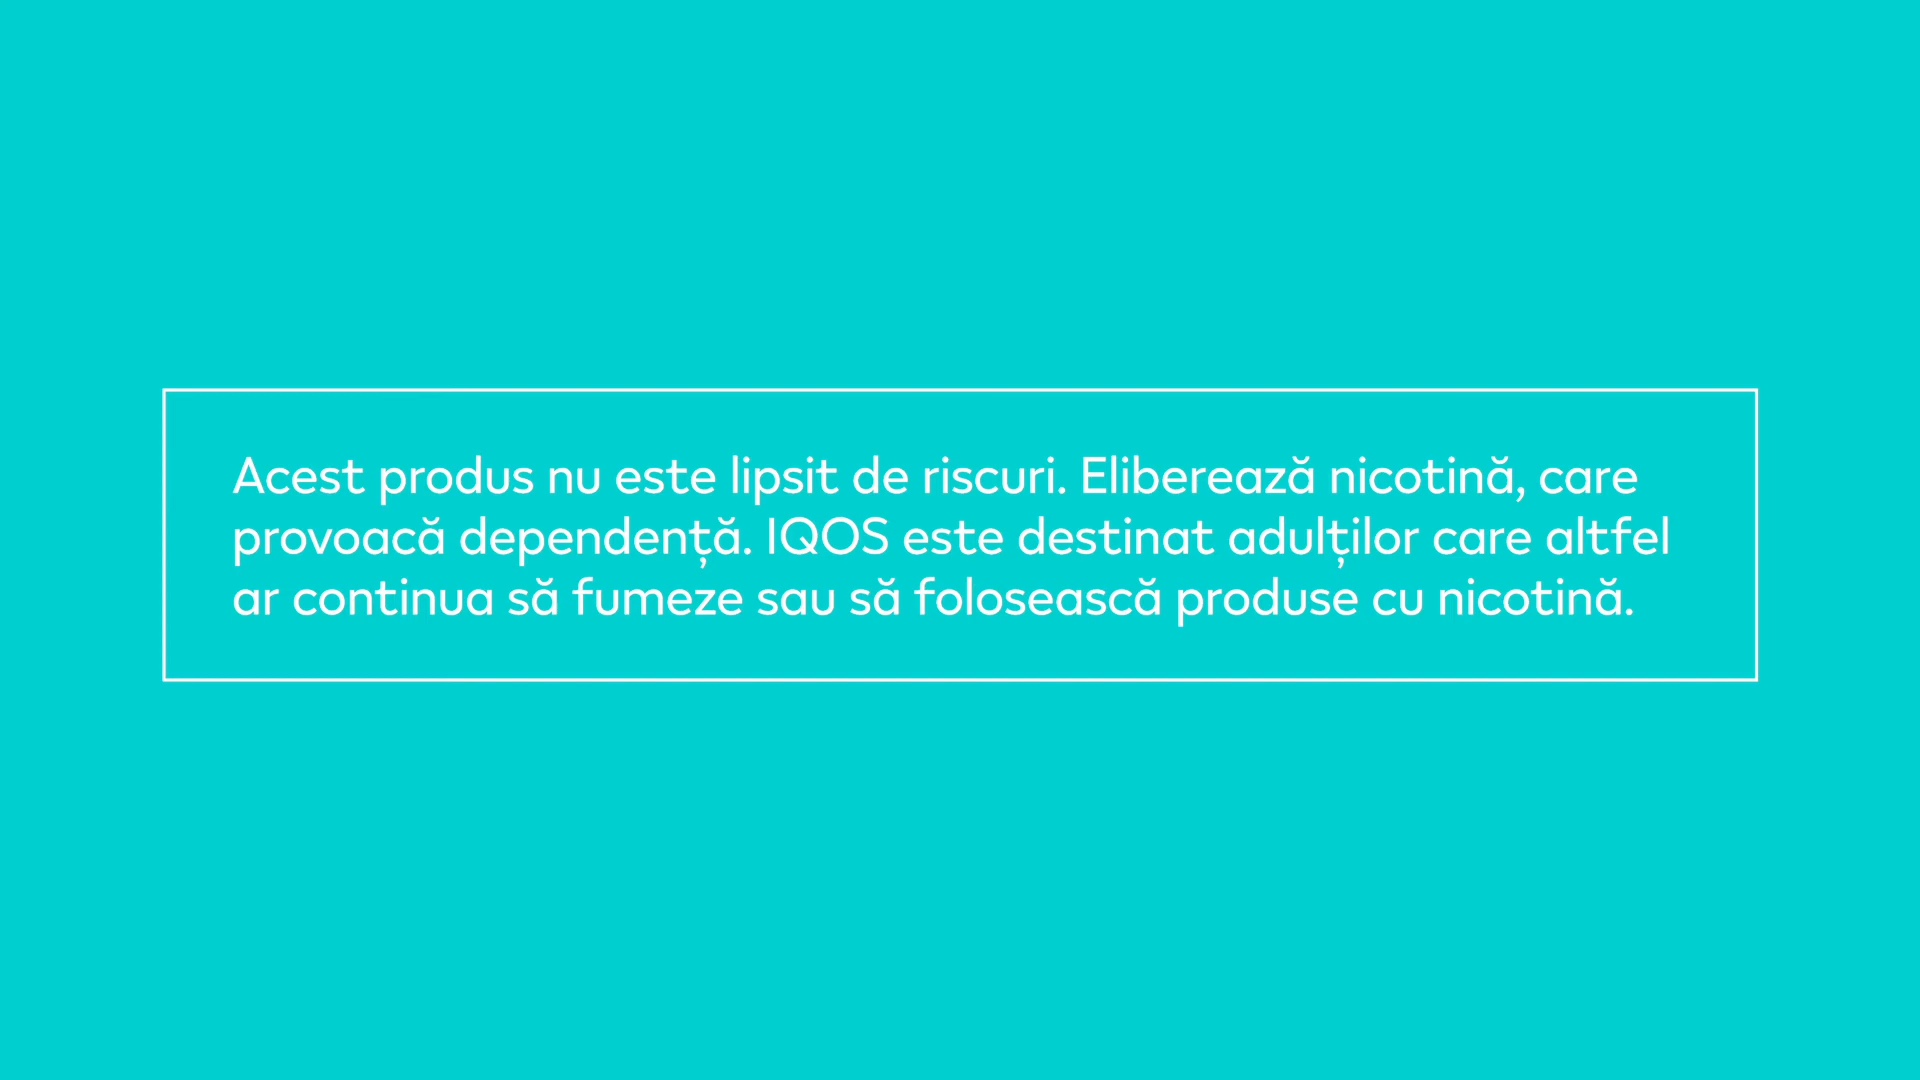 Acest produs nu este lipsit de riscuri. Eliberează nicotină, care
provoacă dependență. IQOS este destinat adulților care altfel
ar continua să fumeze sau să folosească produse cu nicotină.